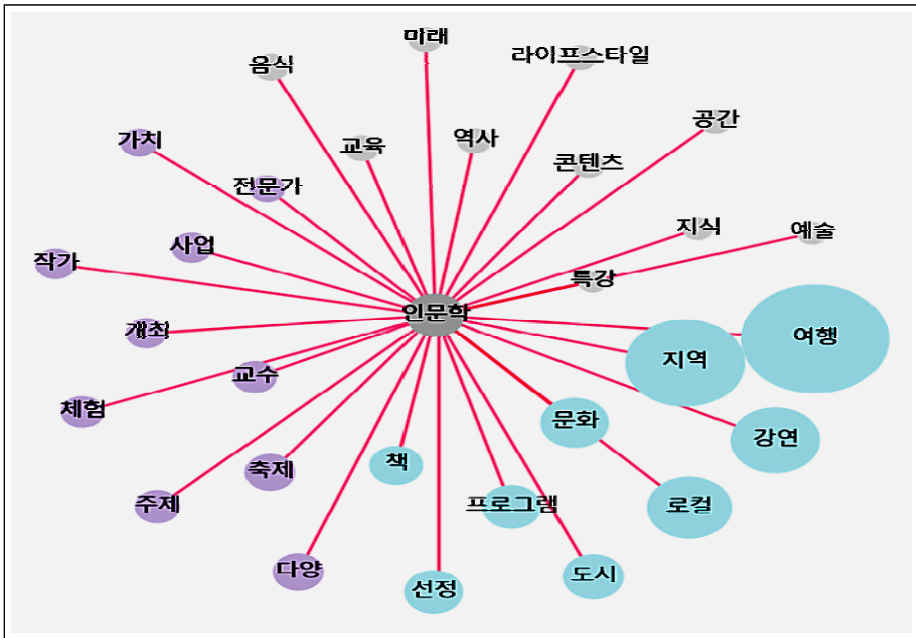 미래
음식
라이프스타일
가치
교육
역사
공간
전문가
콘텐츠
작가
사업
지식
예술
특강
인문학
개최
여행
지역
교수
체험
문화
강연
축제
책
주제
프로그램
로컬
다양
선정
도시